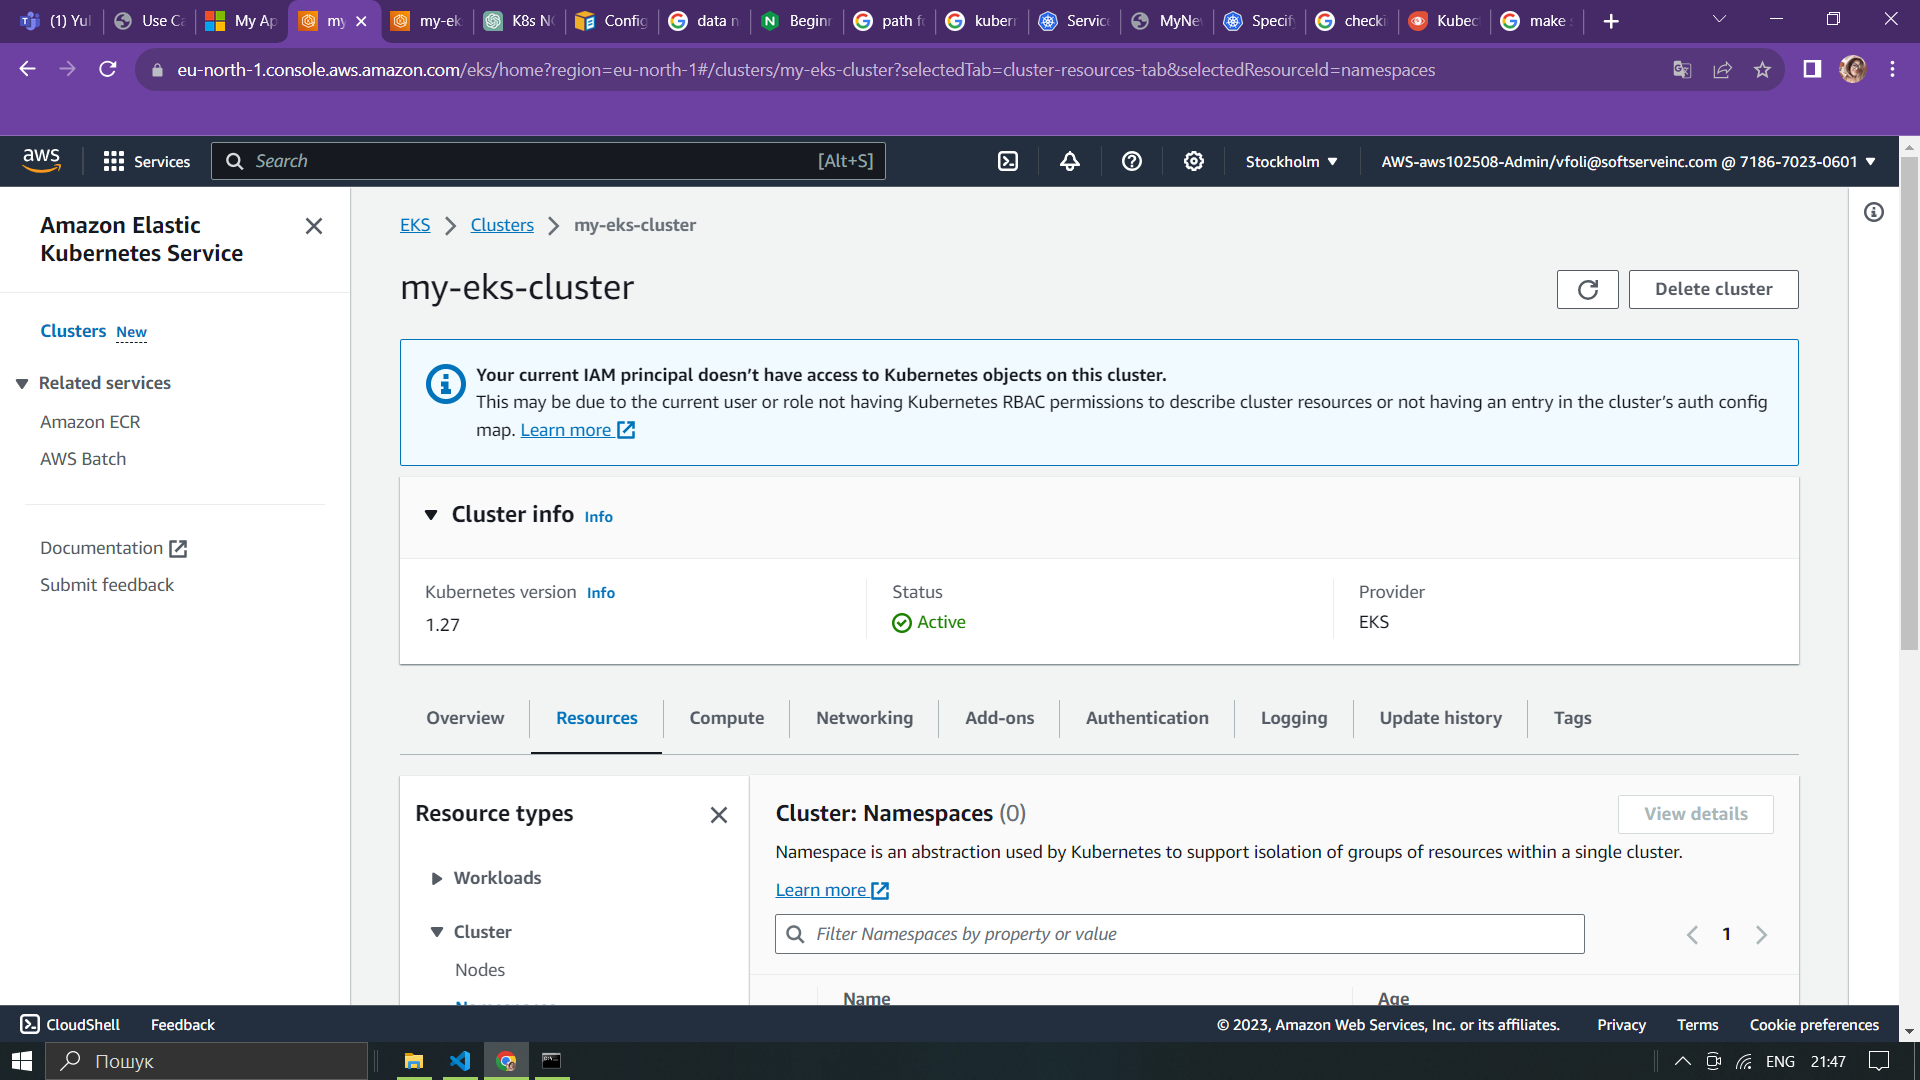 (1) Yul
Use Ca
My Ap
my
my-ek
K8s NO
Config
data n
Beginn
path fo
kubern
Service
MyNe
Specify
checki
Kubec
make s
eu-north-1.console.aws.amazon.com/eks/home?region=eu-north-1#/clusters/my-eks-cluster?selectedTab=cluster-resources-tab&selectedResourceId=namespaces
aws
Services
Search
[Alt+S]
Stockholm
AWS-aws102508-Admin/vfoli@softserveinc.com @ 7186-7023-0601
Amazon Elastic
Kubernetes Service
Clusters New
Related services
Amazon ECR
AWS Batch
Documentation
Submit feedback
EKS
Clusters
my-eks-cluster
my-eks-cluster
Delete cluster
Your current IAM principal doesn't have access to Kubernetes objects on this cluster.
This may be due to the current user or role not having Kubernetes RBAC permissions to describe cluster resources or not having an entry in the cluster's auth config
map. Learn more
Cluster info Info
Kubernetes version Info
1.27
Status
Active
Provider
EKS
Overview
Resources
Compute
Networking
Add-ons
Authentication
Logging
Update history
Tags
Resource types
Workloads
Cluster
Nodes
Namespaces
Cluster: Namespaces (0)
View details
Namespace is an abstraction used by Kubernetes to support isolation of groups of resources within a single cluster.
Learn more
Filter Namespaces by property or value
1
Name
Age
CloudShell
Feedback
© 2023, Amazon Web Services, Inc. or its affiliates.
Privacy
Terms
Cookie preferences
Пошук
ENG
21:47